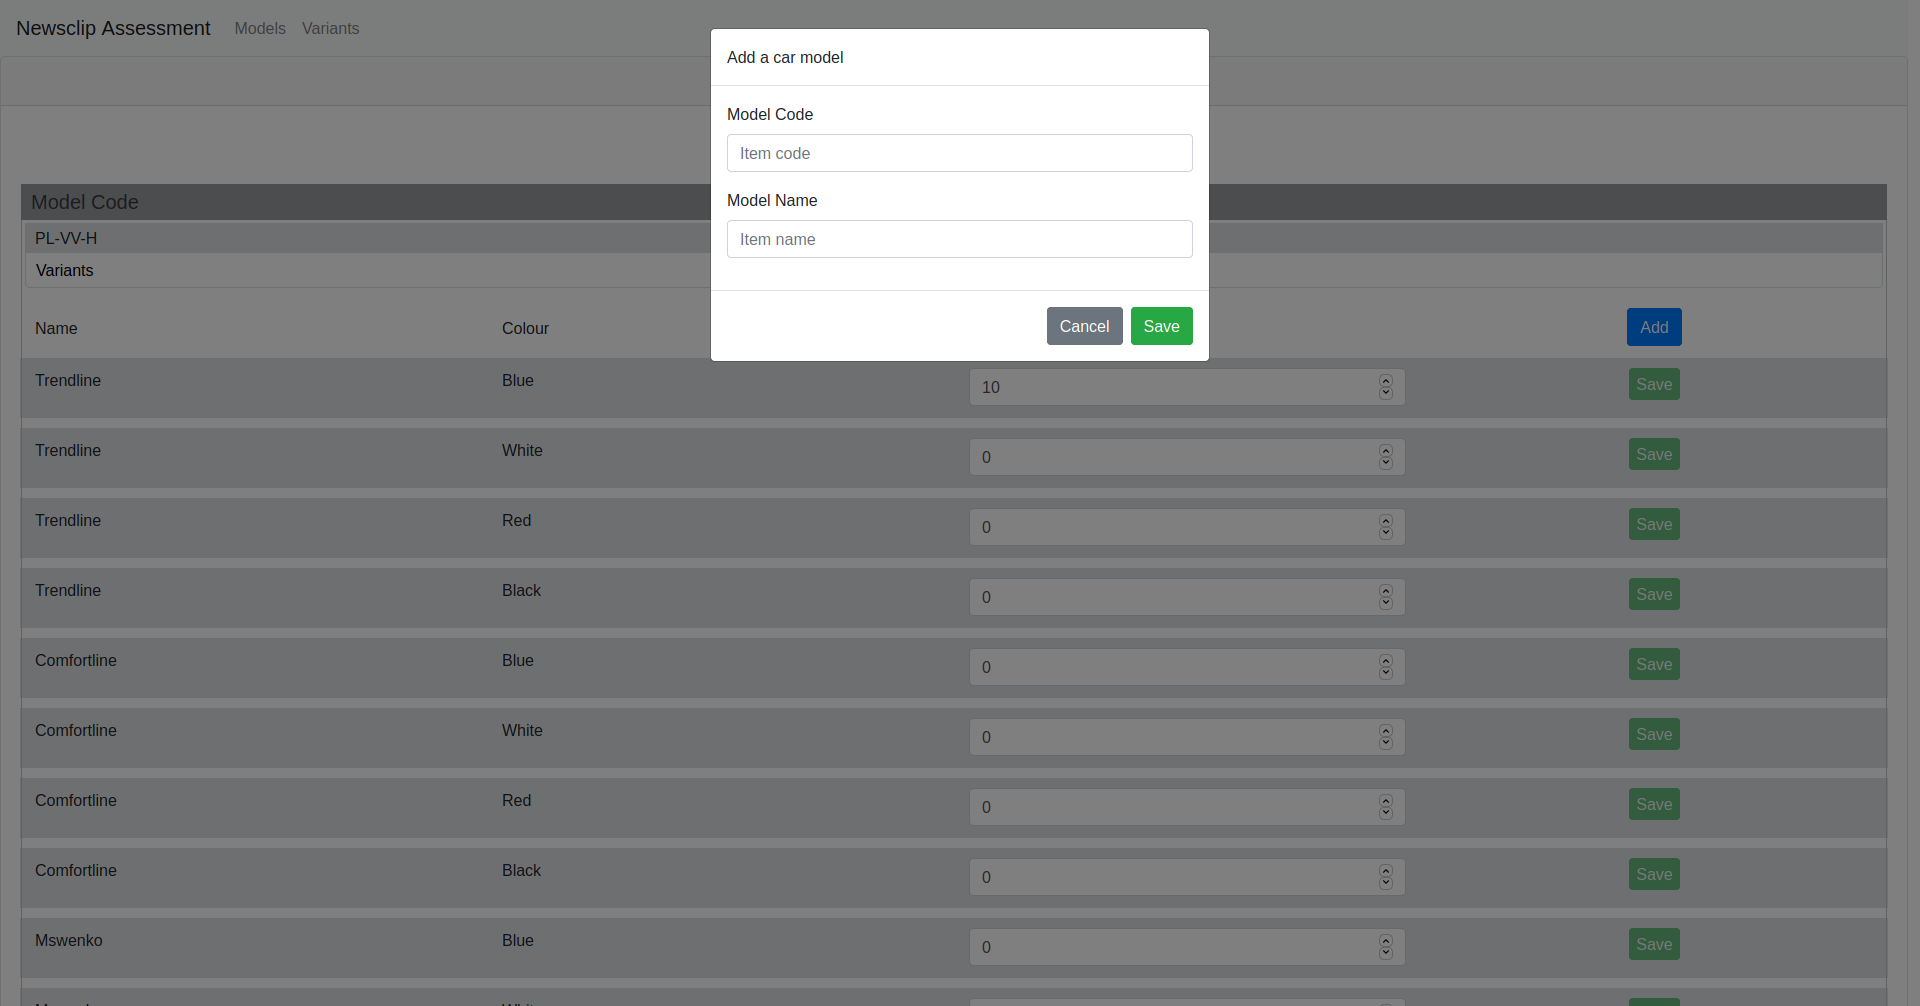 Newsclip Assessment Models Variants
Add a car model
Model Code
Item code
Model Name
Item name
Cancel Save
Model Code
PL-VV-H
Variants
Name Colour Add
Trendline Blue 10 Save
Trendline White 0 Save
Trendline Red 0 Save
Trendline Black 0 Save
Comfortline Blue 0 Save
Comfortline White 0 Save
Comfortline Red 0 Save
Comfortline Black 0 Save
Mswenko Blue 0 Save